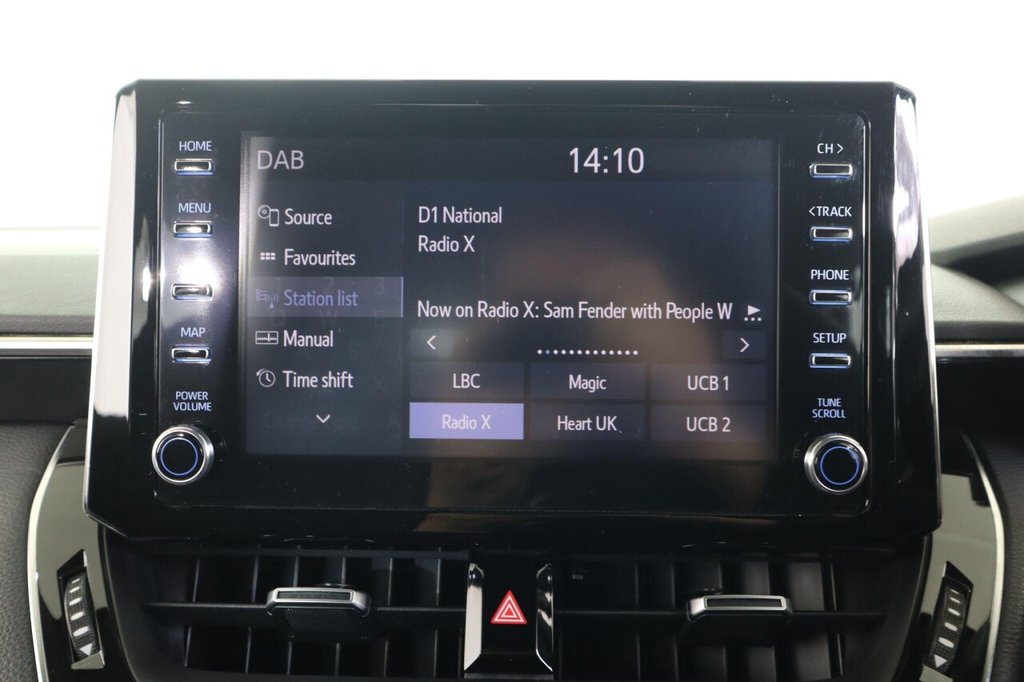 HOME
MENU
MAP
POWER
VOLUME
DAB
14:10
Source
Favourites
Station list
Manual
Time shift
D1 National
Radio X
Now on Radio X: Sam Fender with People W
LBC
Magic
UCB 1
Radio X
Heart UK
UCB 2
CH >
< TRACK
PHONE
SETUP
TUNE
SCROLL